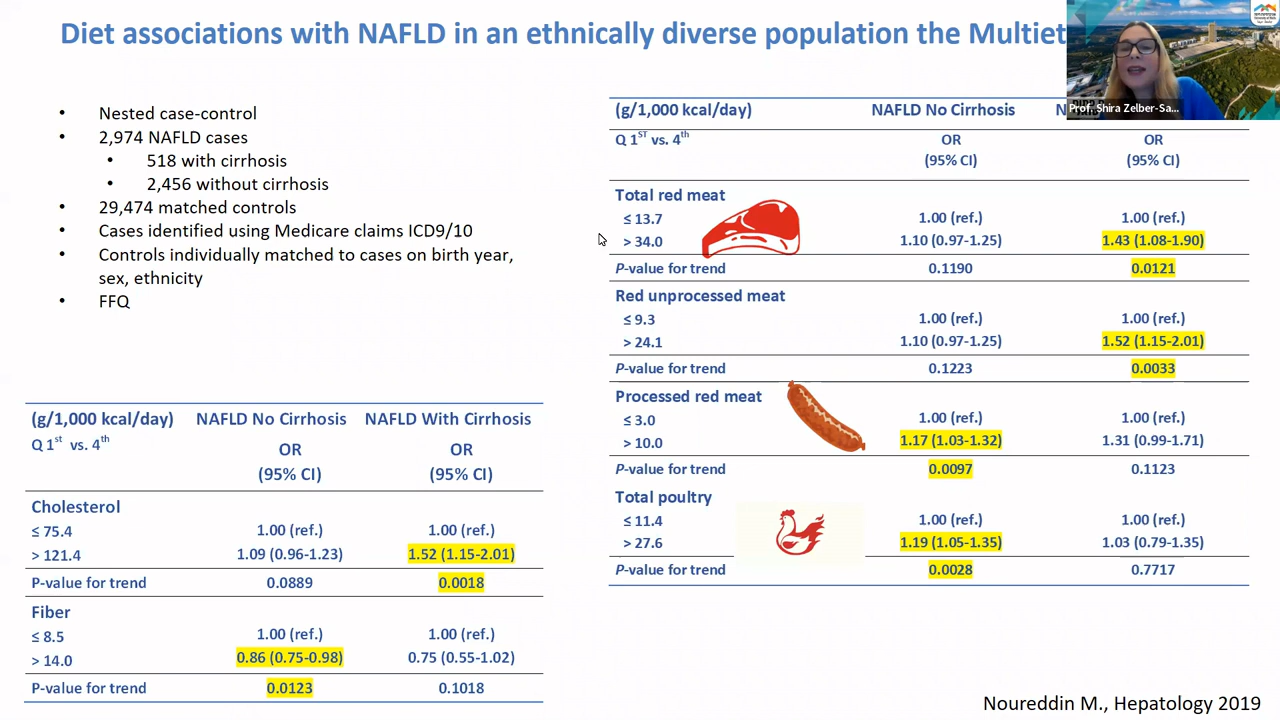 Diet associations with NAFLD in an ethnically diverse population the Multiet
Prof. Shira Zelber-Sa...
• Nested case-control
• 2,974 NAFLD cases
• 518 with cirrhosis
• 2,456 without cirrhosis
• 29,474 matched controls
• Cases identified using Medicare claims ICD9/10
• Controls individually matched to cases on birth year,
sex, ethnicity
• FFQ
(g/1,000 kcal/day) NAFLD No Cirrhosis NAFLD With Cirrhosis
Q 1st vs. 4th OR OR
(95% CI) (95% CI)
Cholesterol
≤ 75.4 1.00 (ref.) 1.00 (ref.)
> 121.4 1.09 (0.96-1.23) 1.52 (1.15-2.01)
P-value for trend 0.0889 0.0018
Fiber
≤ 8.5 1.00 (ref.) 1.00 (ref.)
> 14.0 0.86 (0.75-0.98) 0.75 (0.55-1.02)
P-value for trend 0.0123 0.1018
(g/1,000 kcal/day) NAFLD No Cirrhosis
Q 1ST vs. 4th OR OR
(95% CI) (95% CI)
Total red meat
≤ 13.7 1.00 (ref.) 1.00 (ref.)
> 34.0 1.10 (0.97-1.25) 1.43 (1.08-1.90)
P-value for trend 0.1190 0.0121
Red unprocessed meat
≤ 9.3 1.00 (ref.) 1.00 (ref.)
> 24.1 1.10 (0.97-1.25) 1.52 (1.15-2.01)
P-value for trend 0.1223 0.0033
Processed red meat
≤ 3.0 1.00 (ref.) 1.00 (ref.)
> 10.0 1.17 (1.03-1.32) 1.31 (0.99-1.71)
P-value for trend 0.0097 0.1123
Total poultry
≤ 11.4 1.00 (ref.) 1.00 (ref.)
> 27.6 1.19 (1.05-1.35) 1.03 (0.79-1.35)
P-value for trend 0.0028 0.7717
Noureddin M., Hepatology 2019